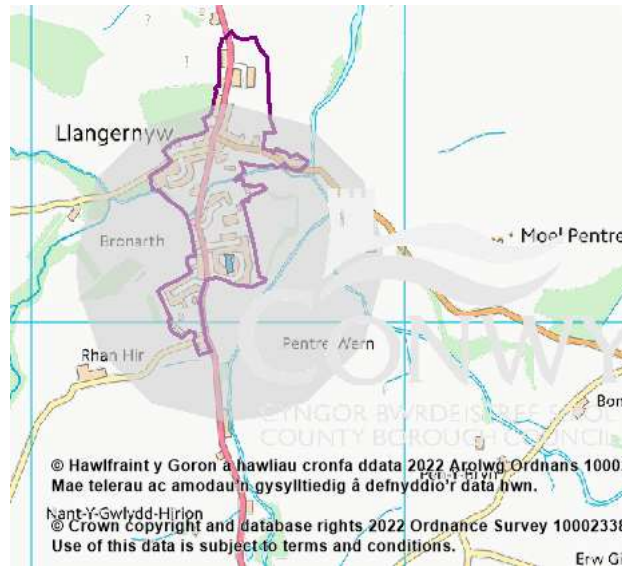 Llangernyw
Bronarth
Moel Pentre
CONWY
Rhan Hir
Pentre Wern
CYNGOR BWRDEISTREF SIROL
COUNTY BOROUGH COUNCIL
© Hawlfraint y Goron a hawliau cronfa ddata 2022 Arolwg Ordnans 1000
Mae telerau ac amodau'n gysylltiedig â defnyddio'r data hwn.
Nant-Y-Gwlydd-Hirion
© Crown copyright and database rights 2022 Ordnance Survey 10002338
Use of this data is subject to terms and conditions.
Erw